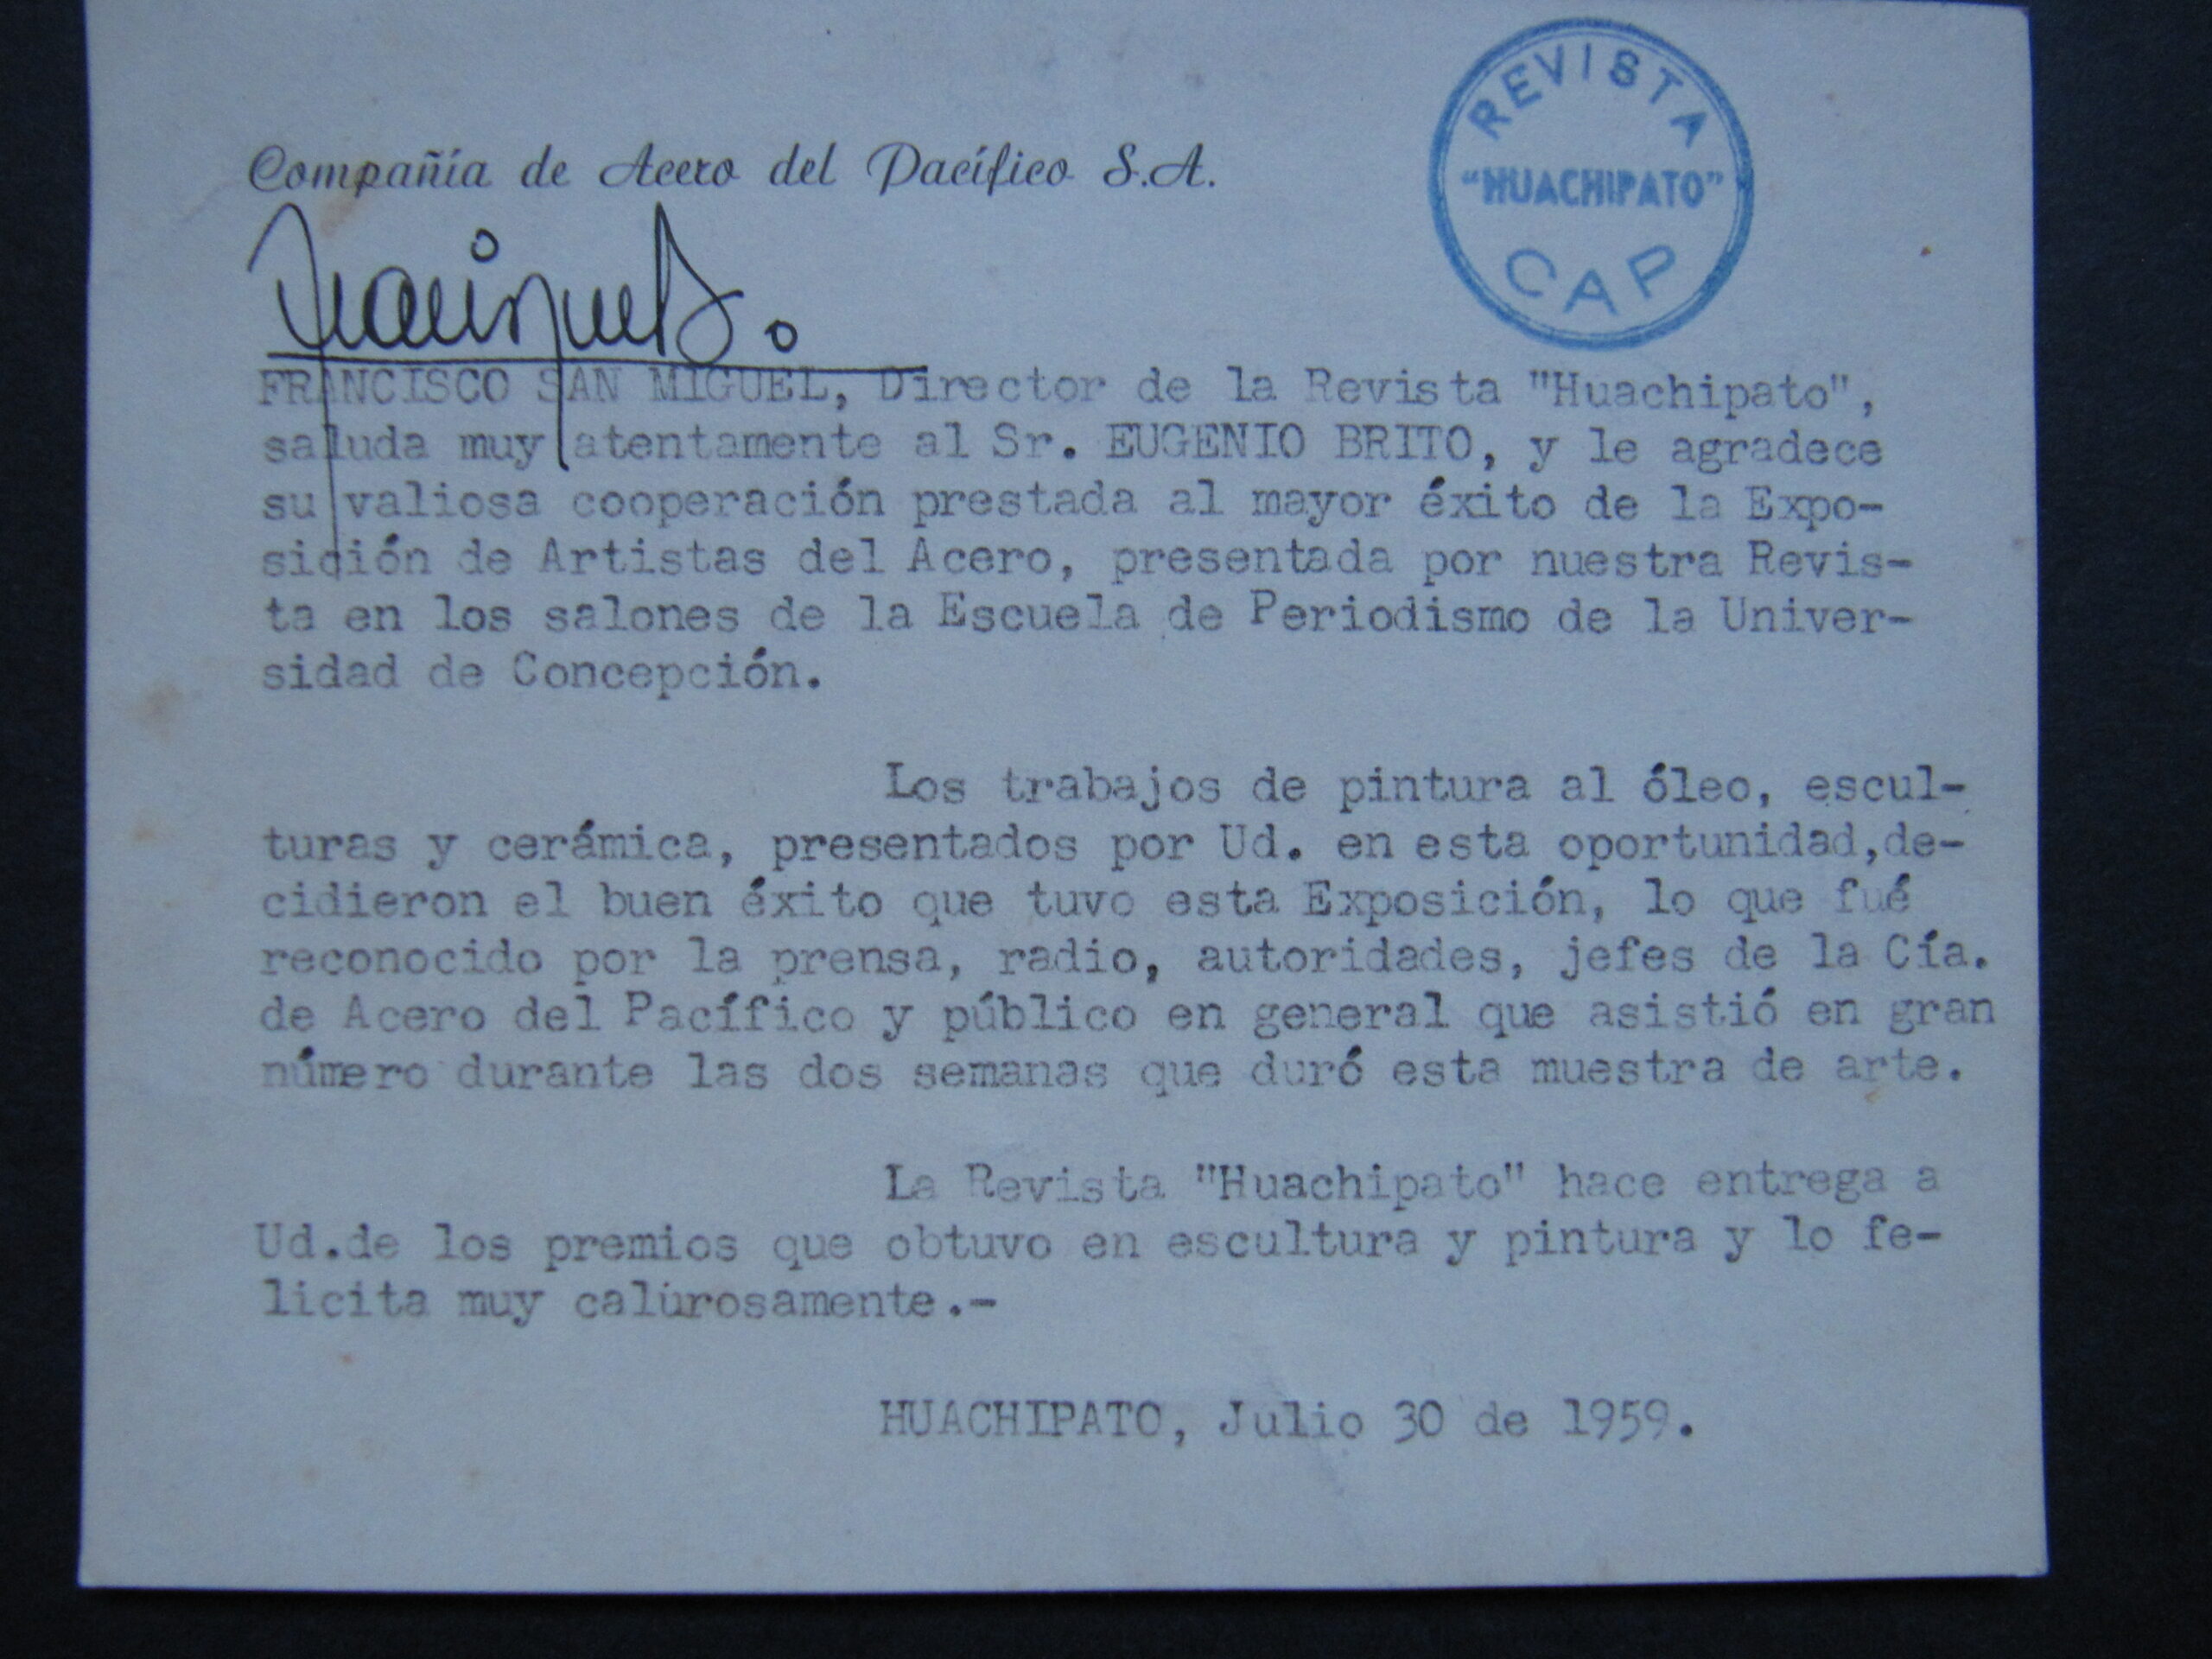 REVISTA
"HUACHIPATO"
CAP
Compañía de Acero del Pacífico S.A.
FRANCISCO SAN MIGUEL, Director de la Revista "Huachipato",
saluda muy atentamente al Sr. EUGENIO BRITO, y le agradece
su valiosa cooperación prestada al mayor éxito de la Expo-
sición de Artistas del Acero, presentada por nuestra Revis-
ta en los salones de la Escuela de Periodismo de la Univer-
sidad de Concepción.
Los trabajos de pintura al óleo, escul-
turas y cerámica, presentados por Ud. en esta oportunidad,de-
cidieron el buen éxito que tuvo esta Exposición, lo que fué
reconocido por la prensa, radio, autoridades, jefes de la Cía.
de Acero del Pacífico y público en general que asistió en gran
número durante las dos semanas que duró esta muestra de arte.
La Revista "Huachipato" hace entrega a
Ud.de los premios que obtuvo en escultura y pintura y lo fe-
licita muy calurosamente.-
HUACHIPATO, Julio 30 de 1959.